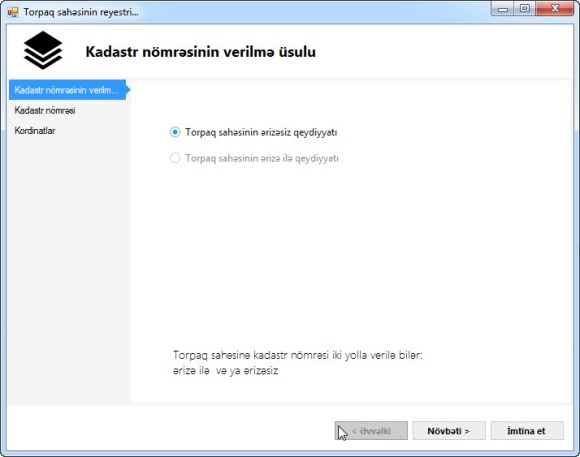 Torpaq sahəsinin reyestri...
Kadastr nömrəsinin verilmə üsulu
Kadastr nömrəsinin verilm...
Kadastr nömrəsi
Kordinatlar
Torpaq sahəsinin ərizəsiz qeydiyyatı
Torpaq sahəsinin ərizə ilə qeydiyyatı
Torpaq sahəsinə kadastr nömrəsi iki yolla verilə bilər:
ərizə ilə və ya ərizəsiz
< Əvvəlki
Növbəti >
İmtina et